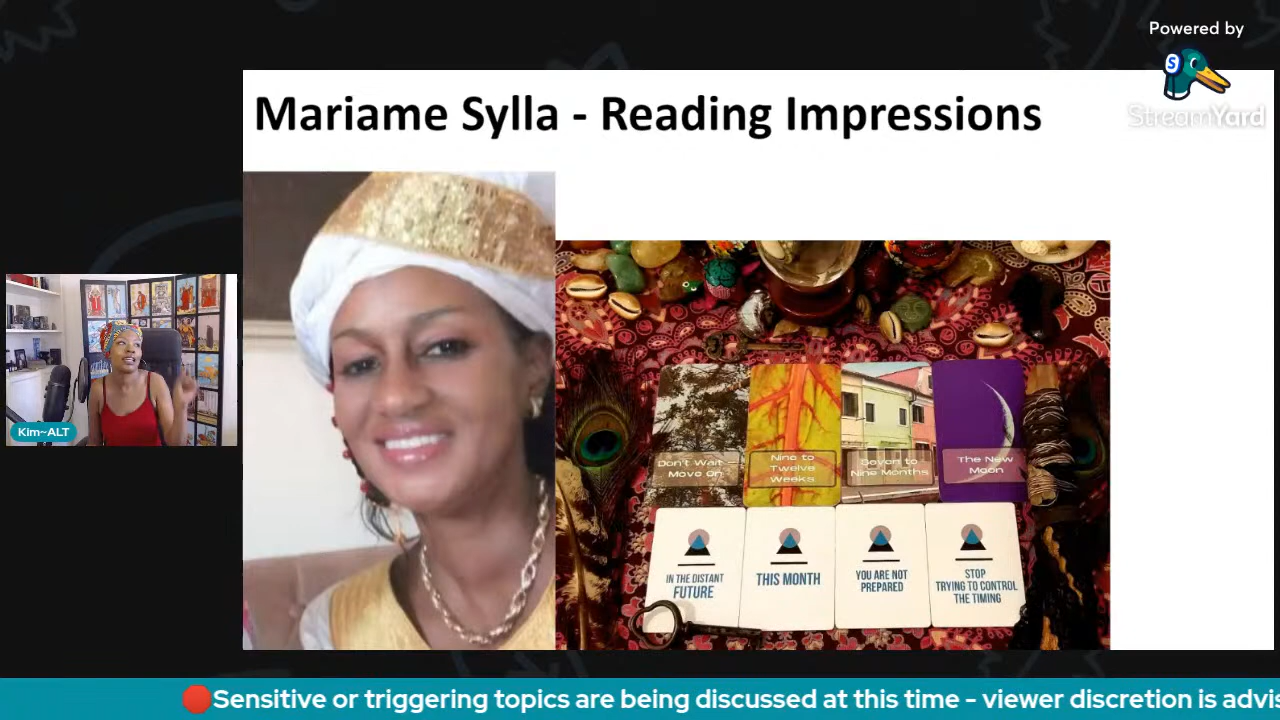 Powered by
StreamYard
Mariame Sylla - Reading Impressions
Kim~ALT
Don't Wait —
Move On
Nine to
Twelve
Weeks
Seven to
Nine Months
The New
Moon
IN THE DISTANT
FUTURE
THIS MONTH
YOU ARE NOT
PREPARED
STOP
TRYING TO CONTROL
THE TIMING
Sensitive or triggering topics are being discussed at this time - viewer discretion is advis